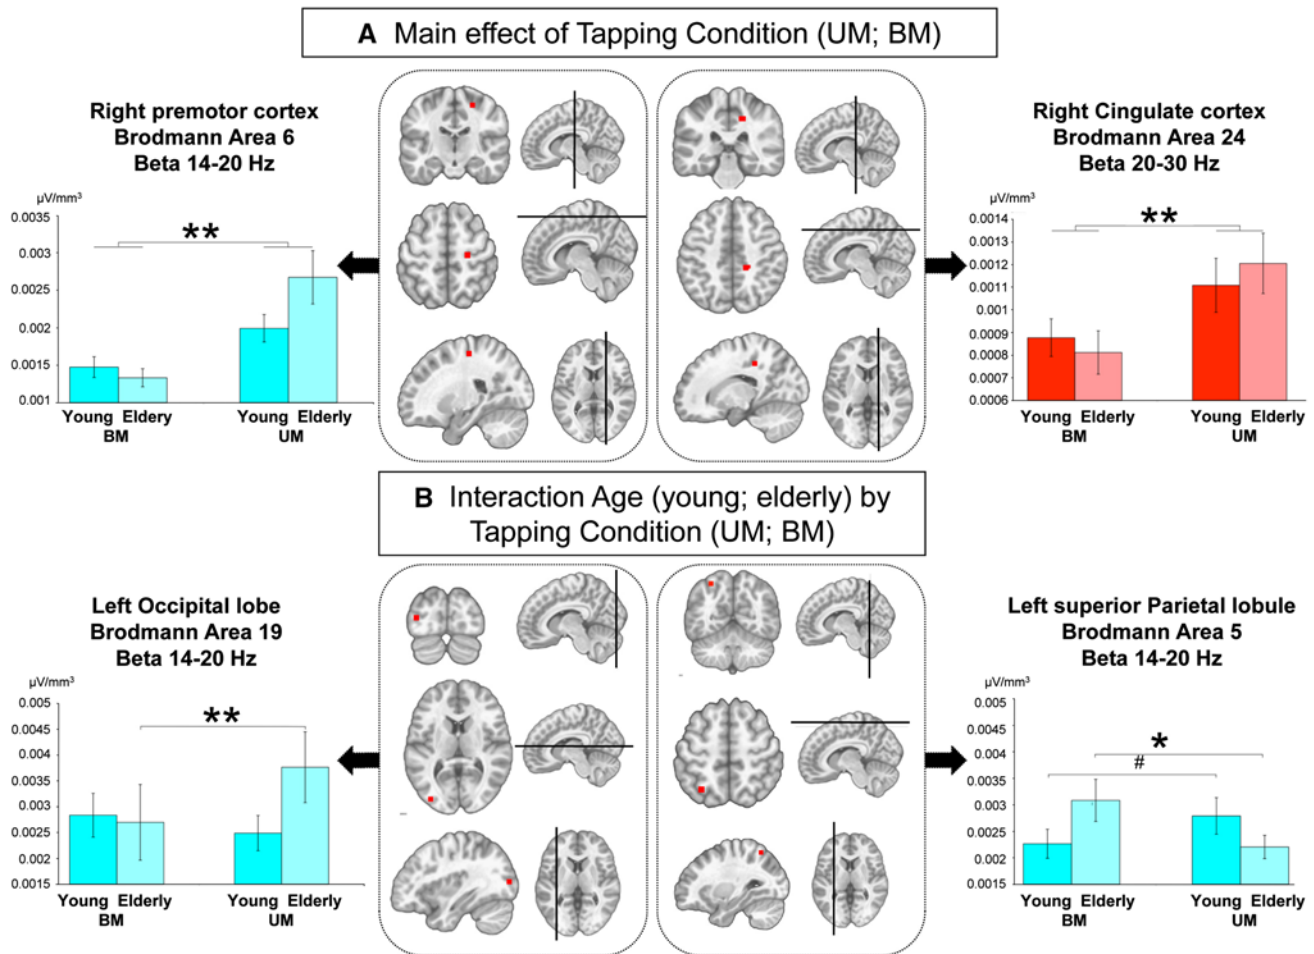 A Main effect of Tapping Condition (UM; BM)
Right premotor cortex
Brodmann Area 6
Beta 14-20 Hz
µV/mm³
0.0035
0.003
0.0025
0.002
0.0015
0.001
**
Young Eldery
BM
Young Elderly
UM
Right Cingulate cortex
Brodmann Area 24
Beta 20-30 Hz
µV/mm³
0.0014
0.0013
0.0012
0.0011
0.0001
0.0009
0.0008
0.0007
0.0006
**
Young Elderly
BM
Young Elderly
UM
B Interaction Age (young; elderly) by
Tapping Condition (UM; BM)
Left Occipital lobe
Brodmann Area 19
Beta 14-20 Hz
µV/mm³
0.005
0.0045
0.004
0.0035
0.003
0.0025
0.002
0.0015
**
Young Elderly
BM
Young Elderly
UM
Left superior Parietal lobule
Brodmann Area 5
Beta 14-20 Hz
µV/mm³
0.005
0.0045
0.004
0.0035
0.003
0.0025
0.002
0.0015
*
#
Young Elderly
BM
Young Elderly
UM